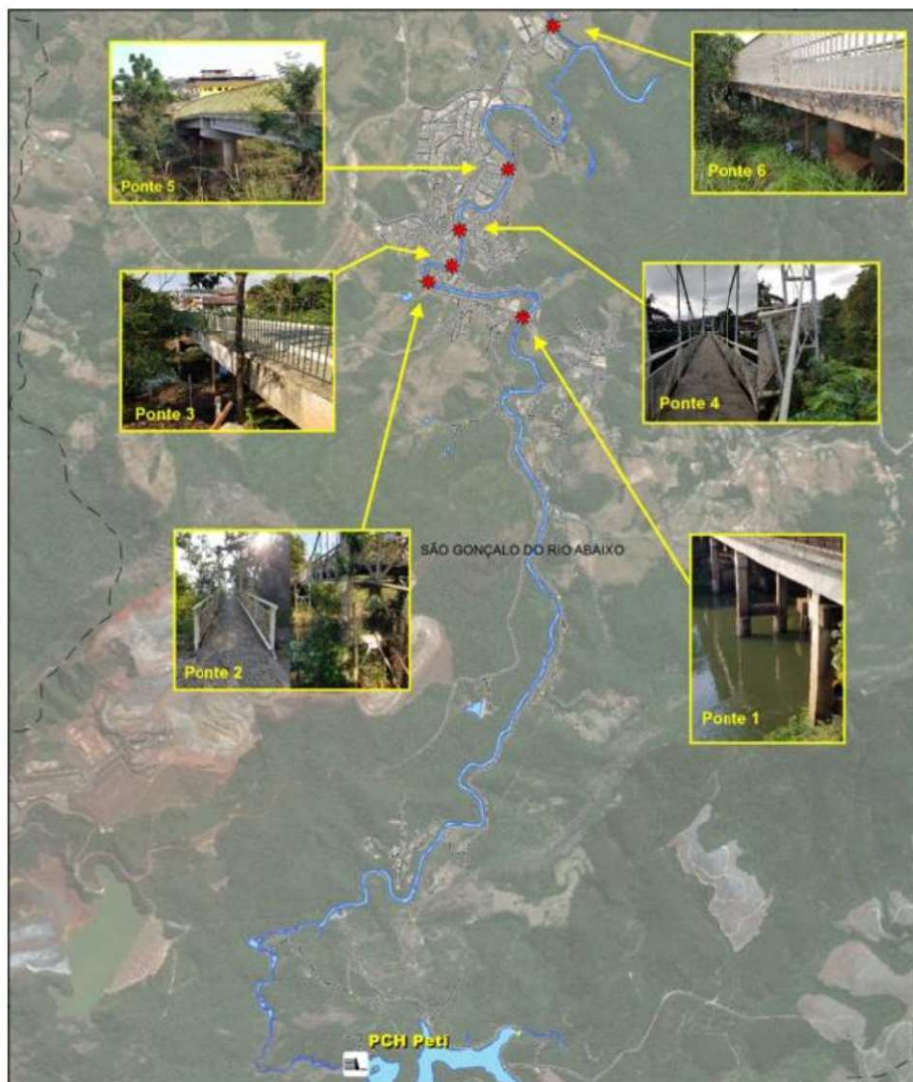 Ponte 5
Ponte 6
Ponte 3
Ponte 4
SÃO GONÇALO DO RIO ABAIXO
Ponte 2
Ponte 1
PCH Peti